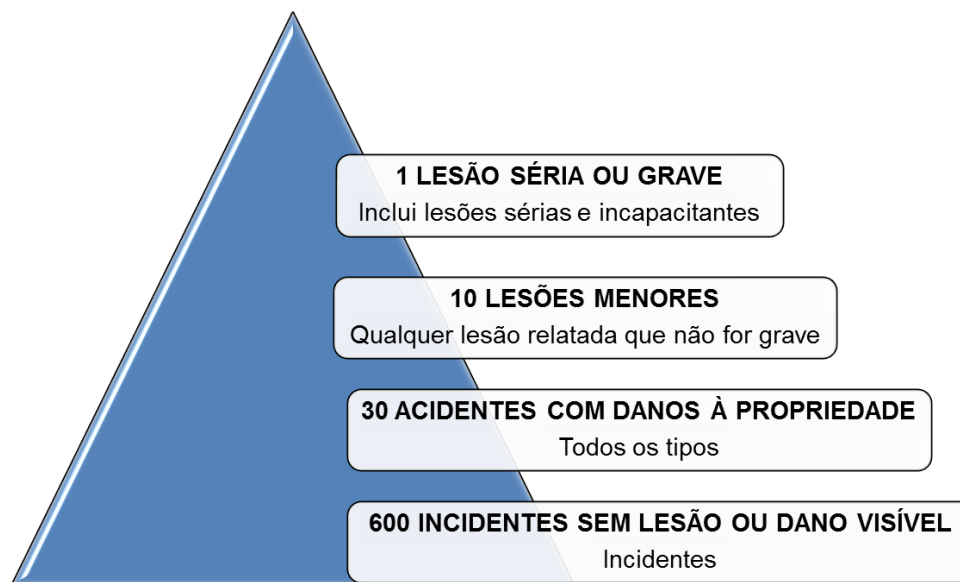 1 LESÃO SÉRIA OU GRAVE
Inclui lesões sérias e incapacitantes
10 LESÕES MENORES
Qualquer lesão relatada que não for grave
30 ACIDENTES COM DANOS À PROPRIEDADE
Todos os tipos
600 INCIDENTES SEM LESÃO OU DANO VISÍVEL
Incidentes